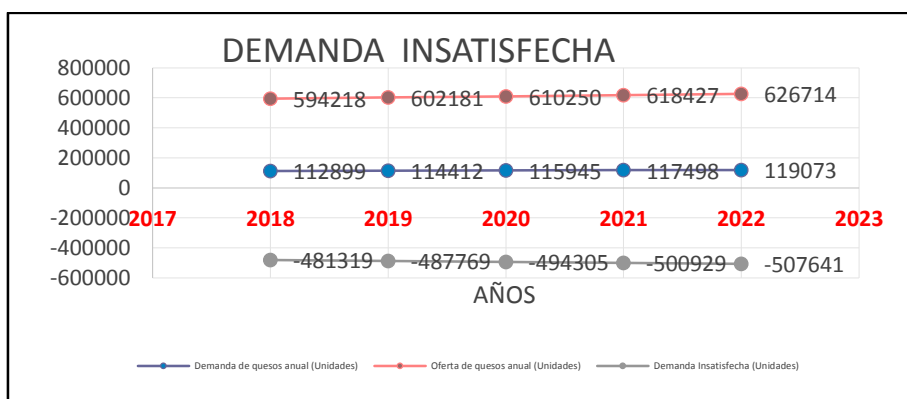 DEMANDA INSATISFECHA
800000
600000
400000
200000
0
-200000
-400000
-600000
594218 602181 610250 618427 626714
112899 114412 115945 117498 119073
2017 2018 2019 2020 2021 2022 2023
-481319 -487769 -494305 -500929 -507641
AÑOS
Demanda de quesos anual (Unidades) Oferta de quesos anual (Unidades) Demanda Insatisfecha (Unidades)